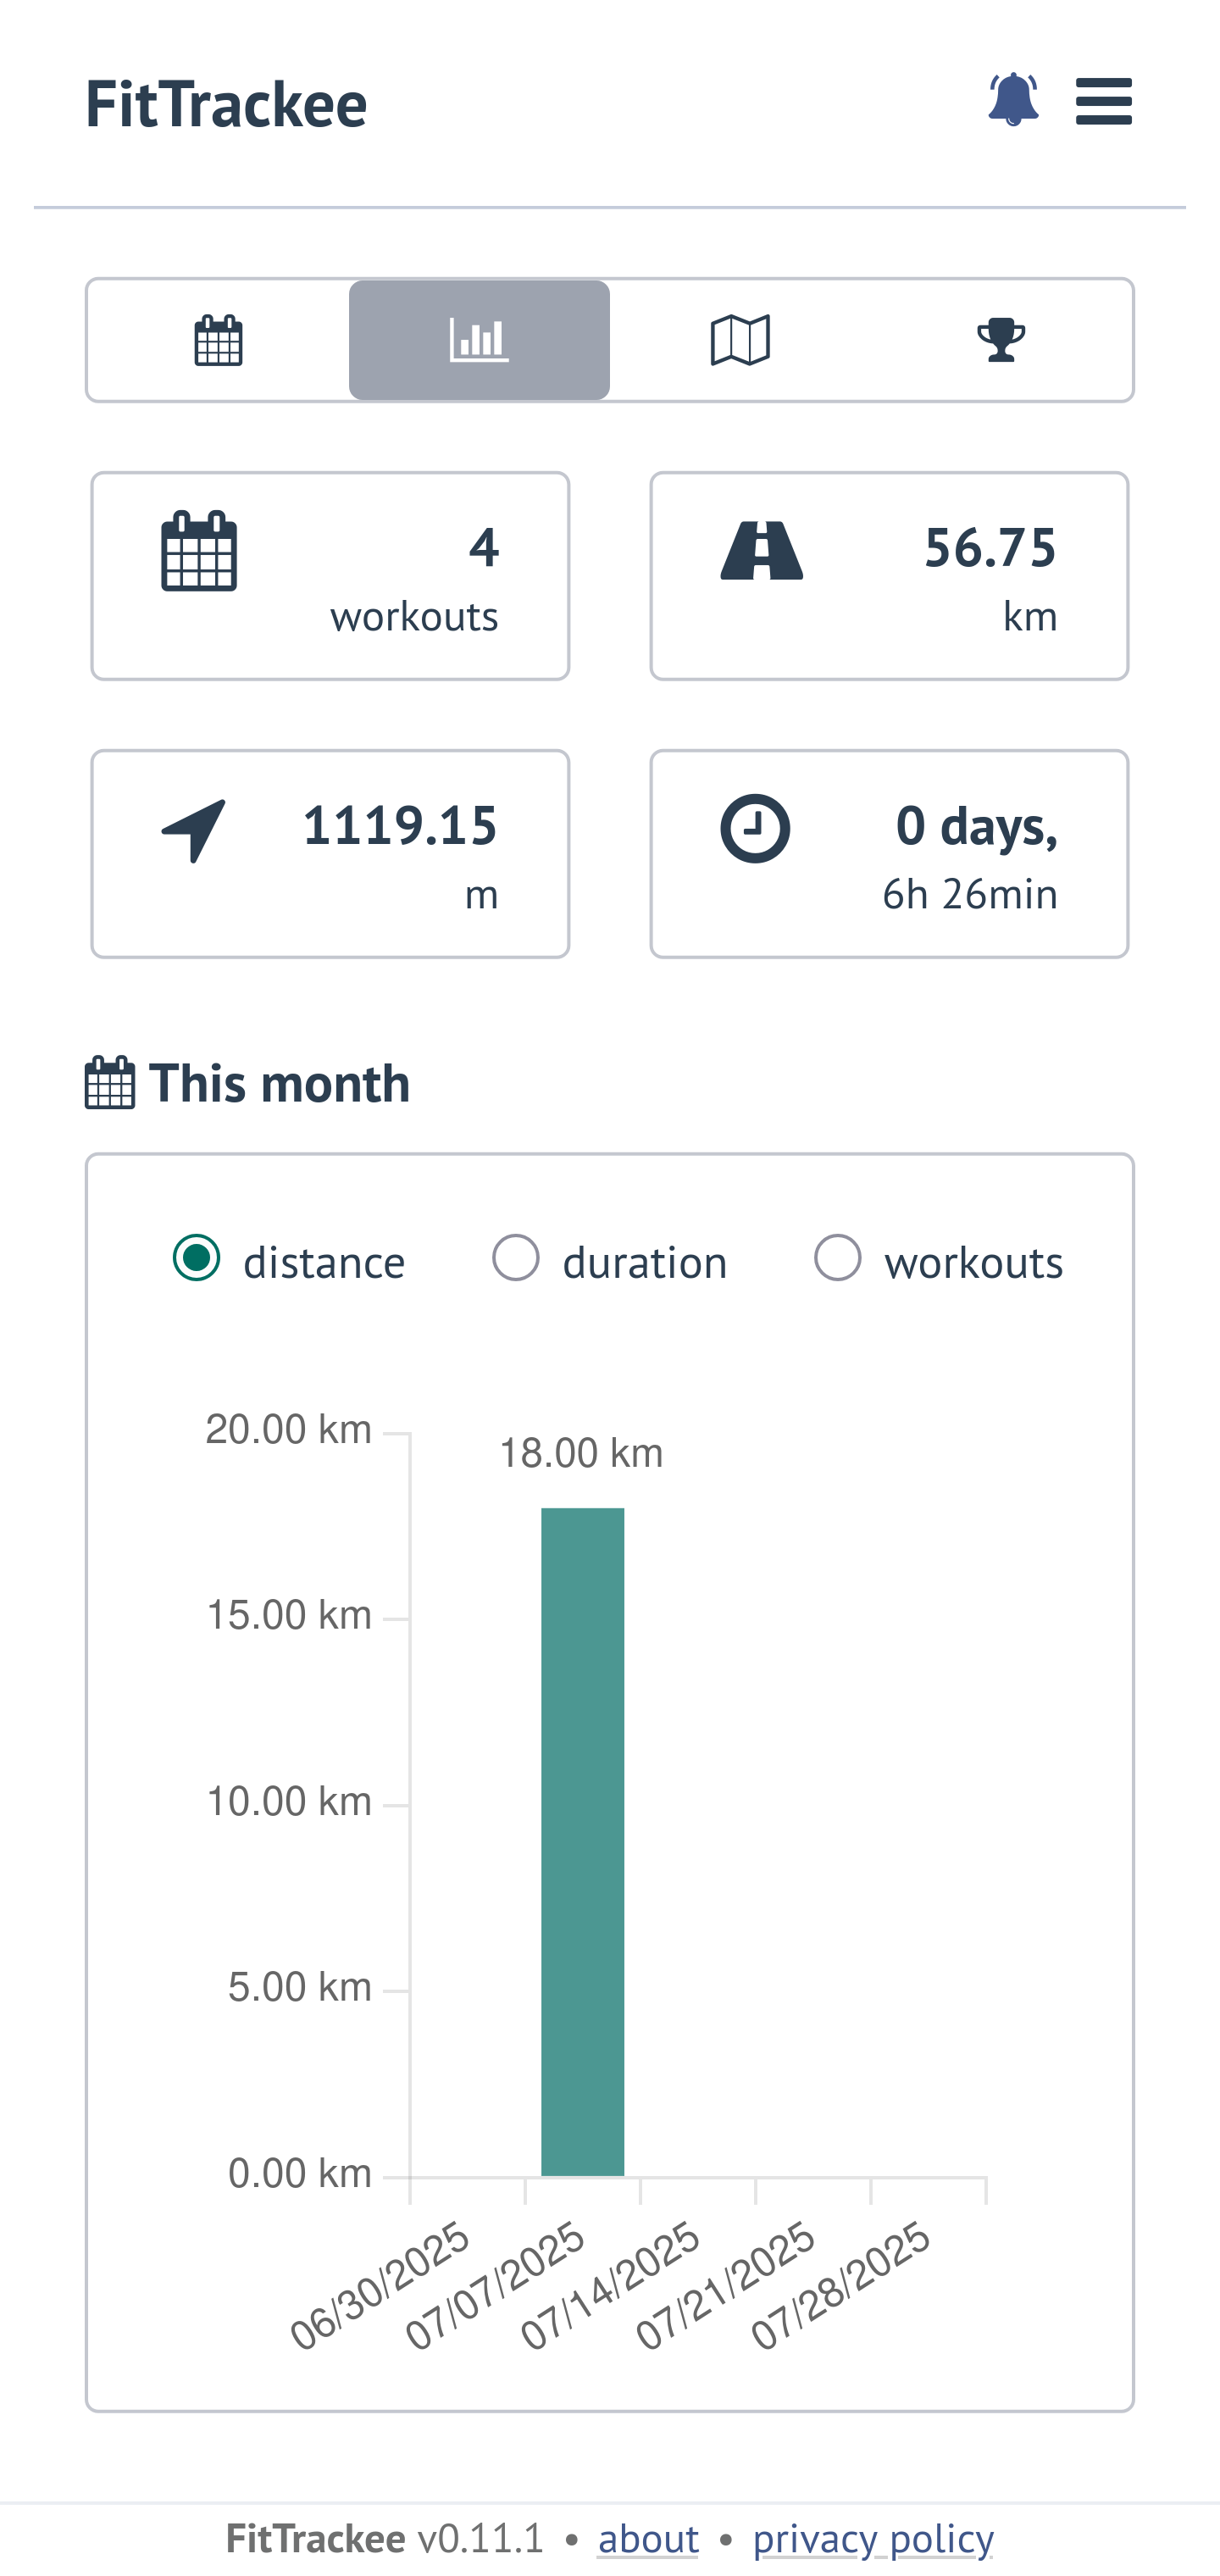 FitTrackee
4
workouts
56.75
km
1119.15
m
0 days,
6h 26min
This month
distance duration workouts
20.00 km
18.00 km
15.00 km
10.00 km
5.00 km
0.00 km
06/30/2025 07/07/2025 07/14/2025 07/21/2025 07/28/2025
FitTrackee v0.11.1 • about • privacy policy